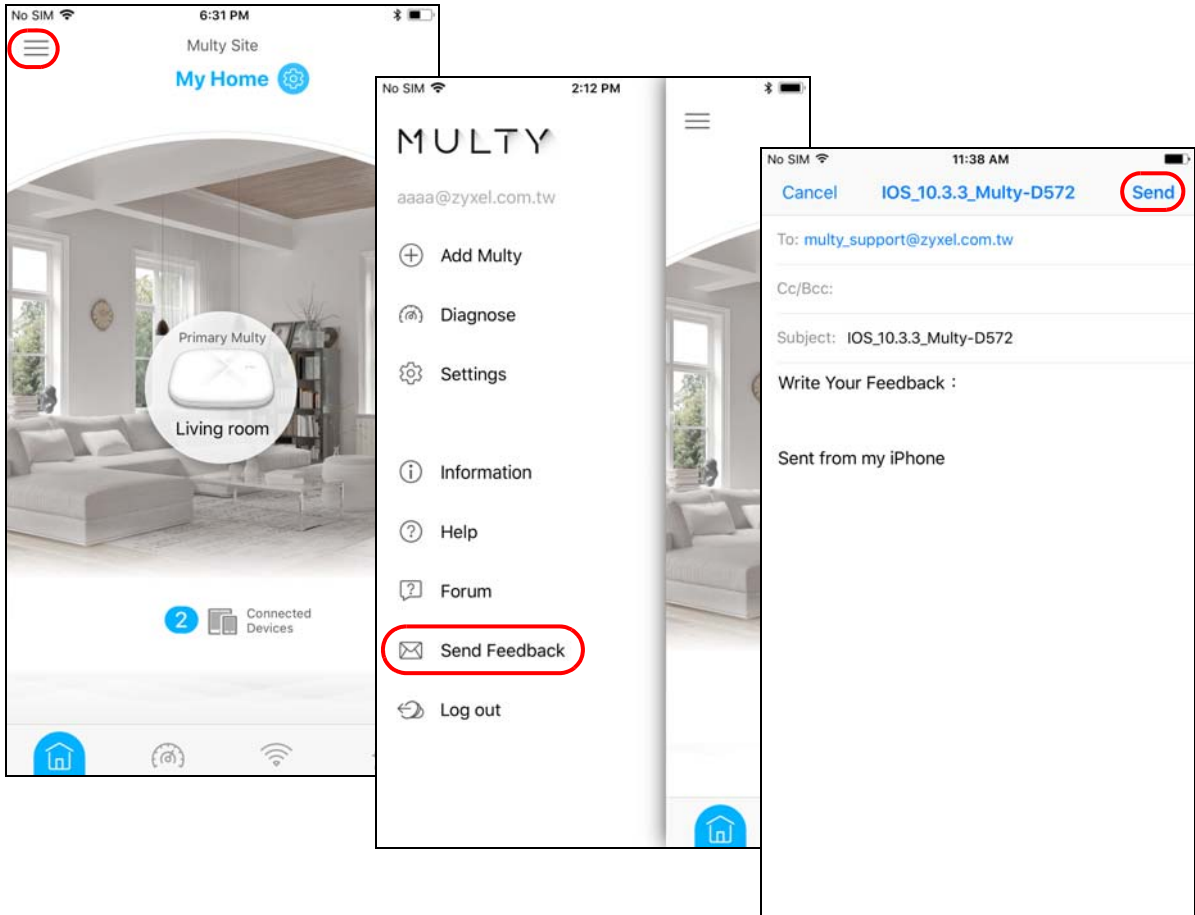 No SIM 6:31 PM
Multy Site
My Home
Primary Multy
Living room
2 Connected
Devices
No SIM 2:12 PM
MULTY
aaaa@zyxel.com.tw
Add Multy
Diagnose
Settings
Information
Help
Forum
Send Feedback
Log out
No SIM 11:38 AM
Cancel IOS_10.3.3_Multy-D572 Send
To: multy_support@zyxel.com.tw
Cc/Bcc:
Subject: IOS_10.3.3_Multy-D572
Write Your Feedback：
Sent from my iPhone